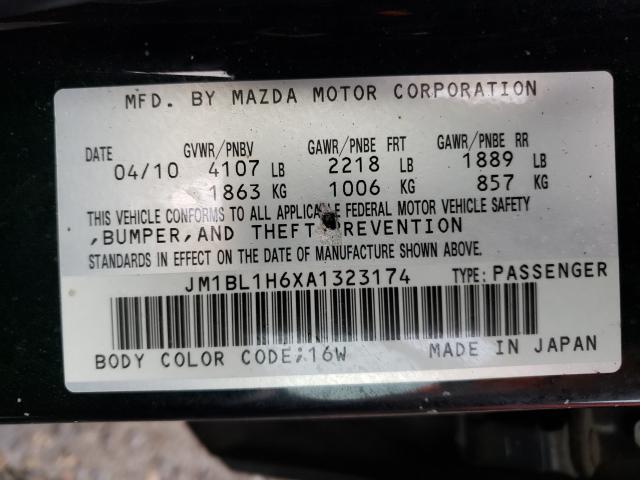 MFD. BY MAZDA MOTOR CORPORATION
DATE GVWR/PNBV GAWR/PNBE FRT GAWR/PNBE RR
04/10 4107 LB 2218 LB 1889 LB
1863 KG 1006 KG 857 KG
THIS VEHICLE CONFORMS TO ALL APPLICABLE FEDERAL MOTOR VEHICLE SAFETY
,BUMPER,AND THEFT PREVENTION
STANDARDS IN EFFECT ON THE DATE OF MANUFACTURE SHOWN ABOVE.
JM1BL1H6XA1323174 TYPE: PASSENGER
BODY COLOR CODE: 16W MADE IN JAPAN